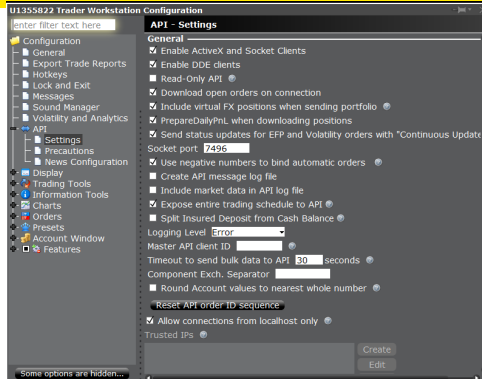 U1355822 Trader Workstation Configuration
enter filter text here
Configuration
General
Export Trade Reports
Hotkeys
Lock and Exit
Messages
Sound Manager
Volatility and Analytics
API
Settings
Precautions
News Configuration
Display
Trading Tools
Information Tools
Charts
Orders
Presets
Account Window
Features
Some options are hidden...
API - Settings
General
Enable ActiveX and Socket Clients
Enable DDE clients
Read-Only API
Download open orders on connection
Include virtual FX positions when sending portfolio
PrepareDailyPnL when downloading positions
Send status updates for EFP and Volatility orders with "Continuous Update
Socket port 7496
Use negative numbers to bind automatic orders
Create API message log file
Include market data in API log file
Expose entire trading schedule to API
Split Insured Deposit from Cash Balance
Logging Level Error
Master API client ID
Timeout to send bulk data to API 30 seconds
Component Exch. Separator
Round Account values to nearest whole number
Reset API order ID sequence
Allow connections from localhost only
Trusted IPs
Create
Edit